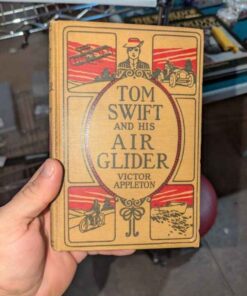 TOM
SWIFT
AND HIS
AIR
GLIDER
VICTOR
APPLETON